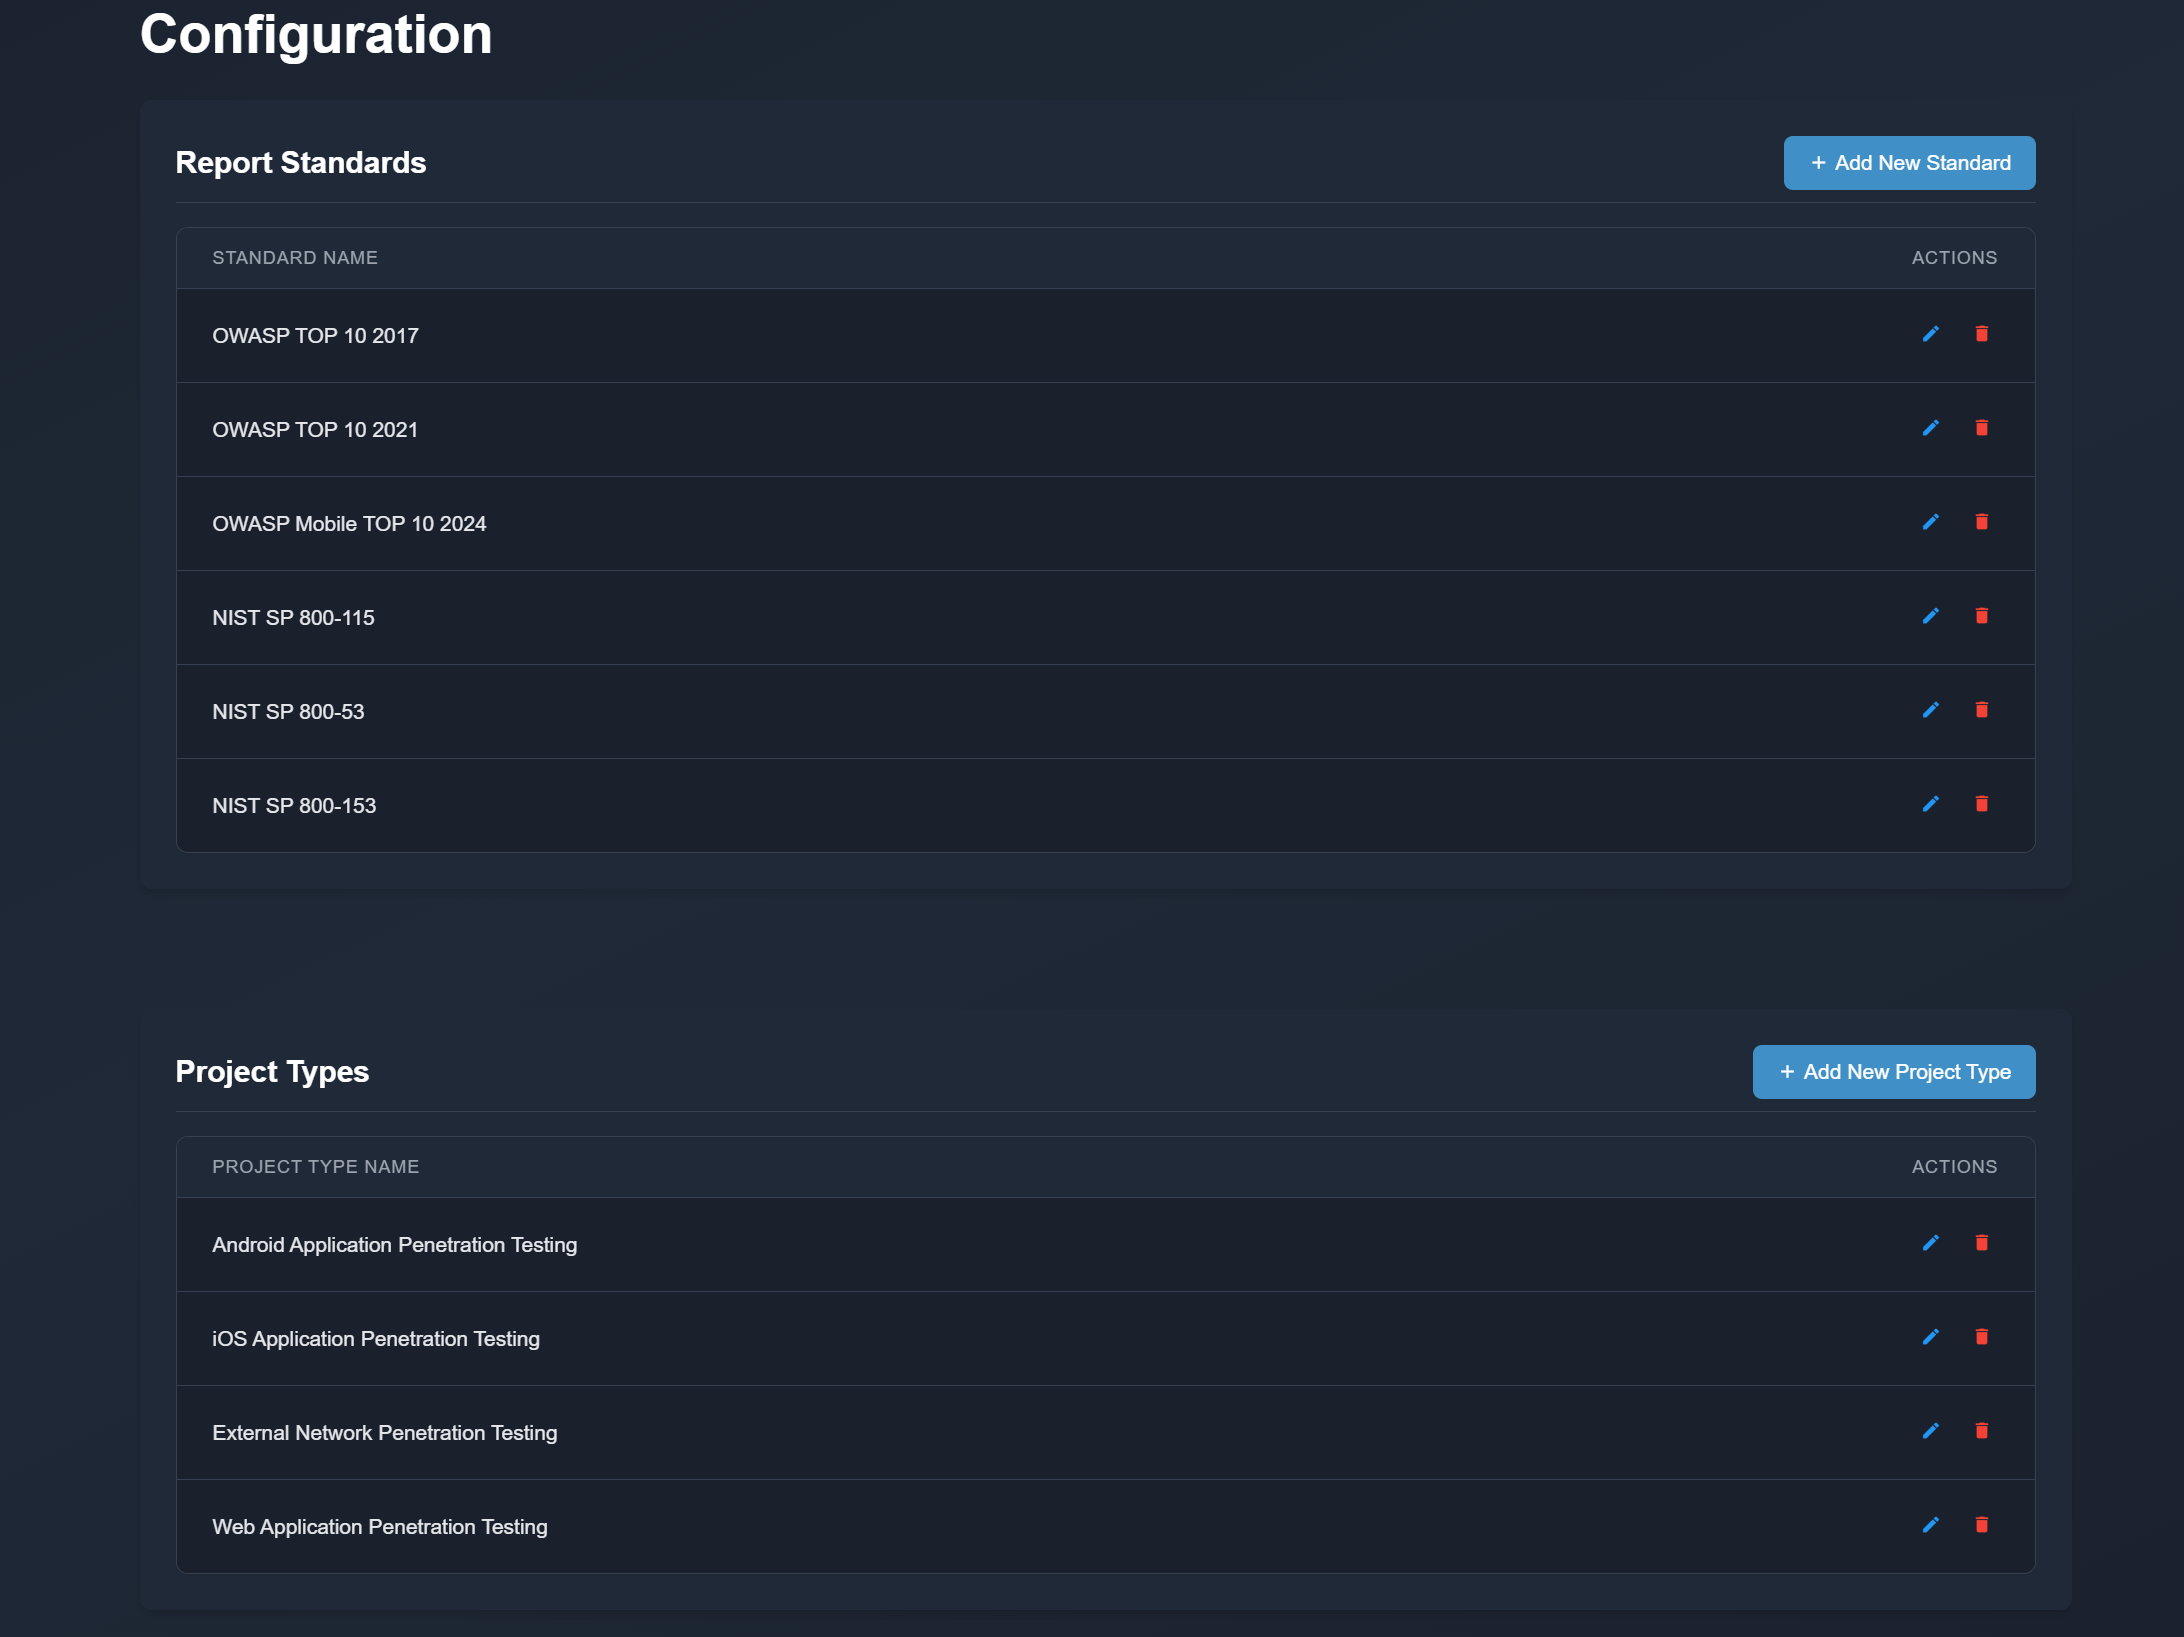 Configuration
Report Standards
+ Add New Standard
STANDARD NAME
ACTIONS
OWASP TOP 10 2017
OWASP TOP 10 2021
OWASP Mobile TOP 10 2024
NIST SP 800-115
NIST SP 800-53
NIST SP 800-153
Project Types
+ Add New Project Type
PROJECT TYPE NAME
ACTIONS
Android Application Penetration Testing
iOS Application Penetration Testing
External Network Penetration Testing
Web Application Penetration Testing